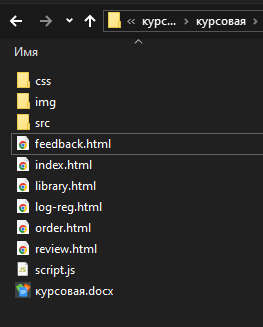 « курс... › курсовая ›
Имя
css
img
src
feedback.html
index.html
library.html
log-reg.html
order.html
review.html
JS
script.js
курсовая.docx